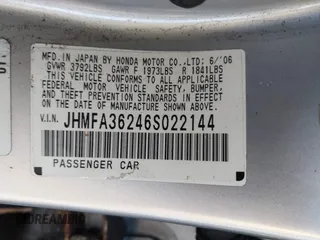 MFD. IN JAPAN BY HONDA MOTOR CO., LTD.; 6/'06
GVWR 3792LBS GAWR F 1973LBS R 1841LBS
THIS VEHICLE CONFORMS TO ALL APPLICABLE
FEDERAL MOTOR VEHICLE SAFETY, BUMPER,
AND THEFT PREVENTION STANDARDS IN EFFECT
ON THE DATE OF MANUFACTURE SHOWN ABOVE.
V.I.N. JHMFA36246S022144
PASSENGER CAR